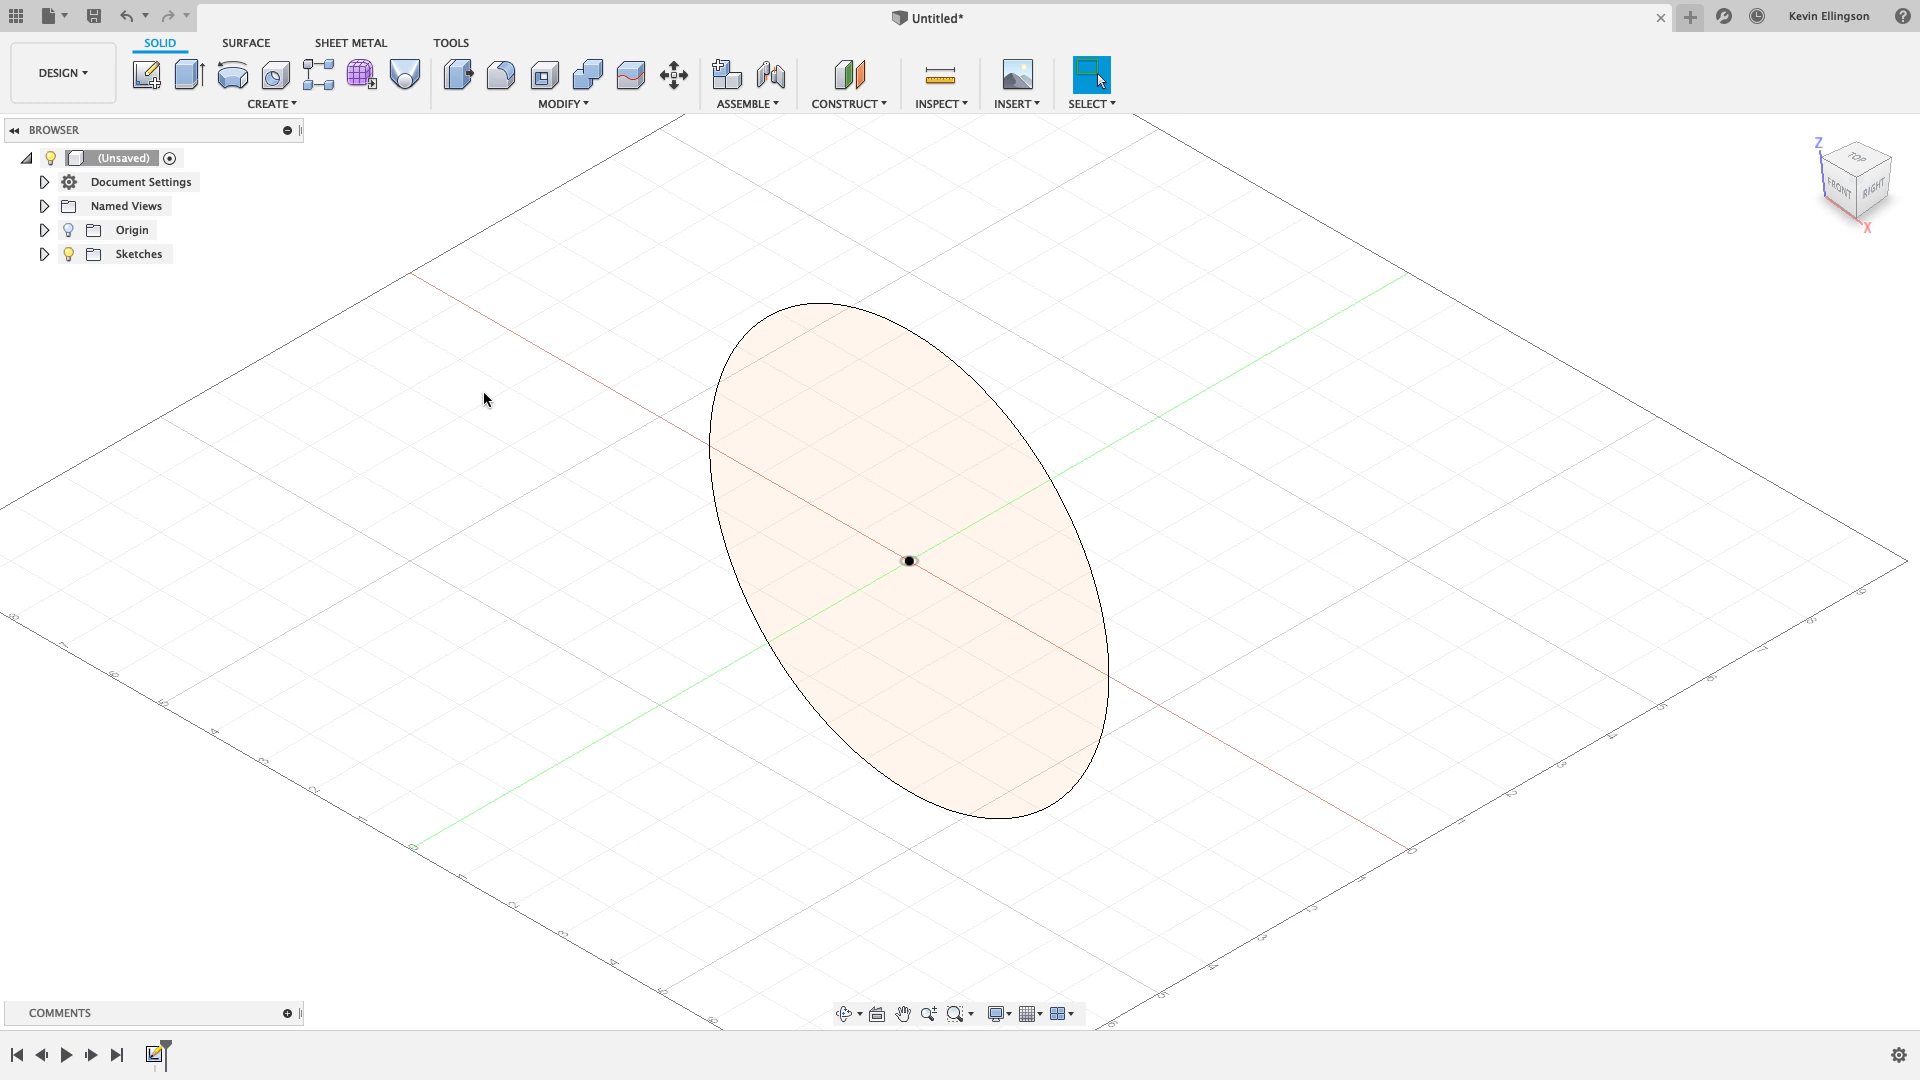 Untitled*
Kevin Ellingson
DESIGN
SOLID SURFACE SHEET METAL TOOLS
CREATE MODIFY ASSEMBLE CONSTRUCT INSPECT INSERT SELECT
BROWSER
(Unsaved)
Document Settings
Named Views
Origin
Sketches
Z
TOP
FRONT RIGHT
X
COMMENTS